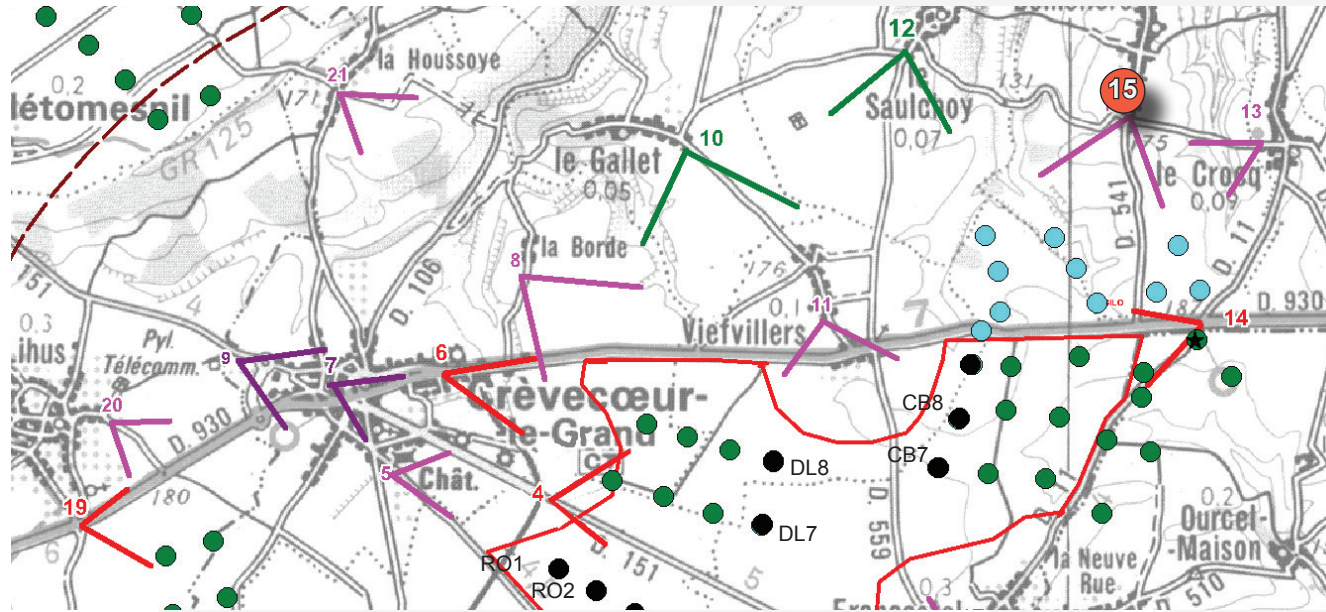 12
21
la Houssoye
0.2
létomesnil
171
131
15
13
Saulchoy
0.07
175
GR 125
10
le Gallet
0.05
le Crocq
0.09
D. 541
D. 11
la Borde
8
D. 106
176
151
4
0.1
11
7
D. 930
14
Viefvillers
0.3
Pyl.
Télécomm.
lihus
9
7
6
Crèvecœur-
-le-Grand
CB8
20
D. 930
CB7
DL8
5
Chât.
180
4
19
DL7
D. 559
0.2
Ourcel-
-Maison
6
RO1
D. 151
5
RO2
la Neuve
Rue
510
0.3